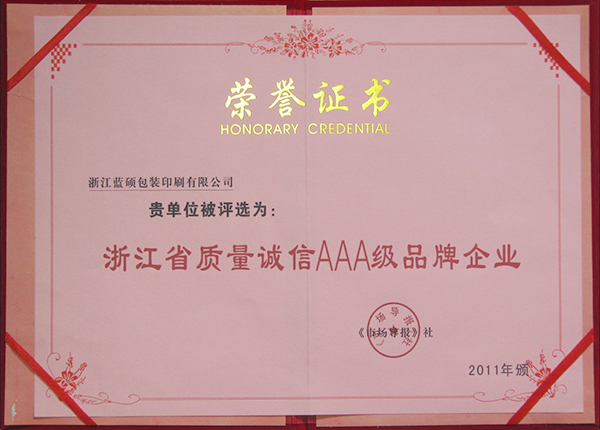 荣誉证书
HONORARY CREDENTIAL
浙江蓝硕包装印刷有限公司
贵单位被评选为：
浙江省质量诚信AAA级品牌企业
《市场导报》社
2011年颁